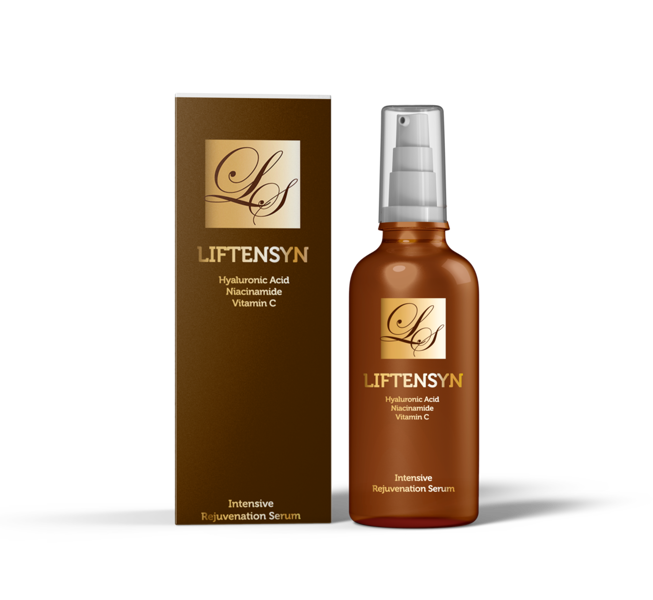 Ls
LIFTENSYN
Hyaluronic Acid
Niacinamide
Vitamin C
Intensive
Rejuvenation Serum
Ls
LIFTENSYN
Hyaluronic Acid
Niacinamide
Vitamin C
Intensive
Rejuvenation Serum